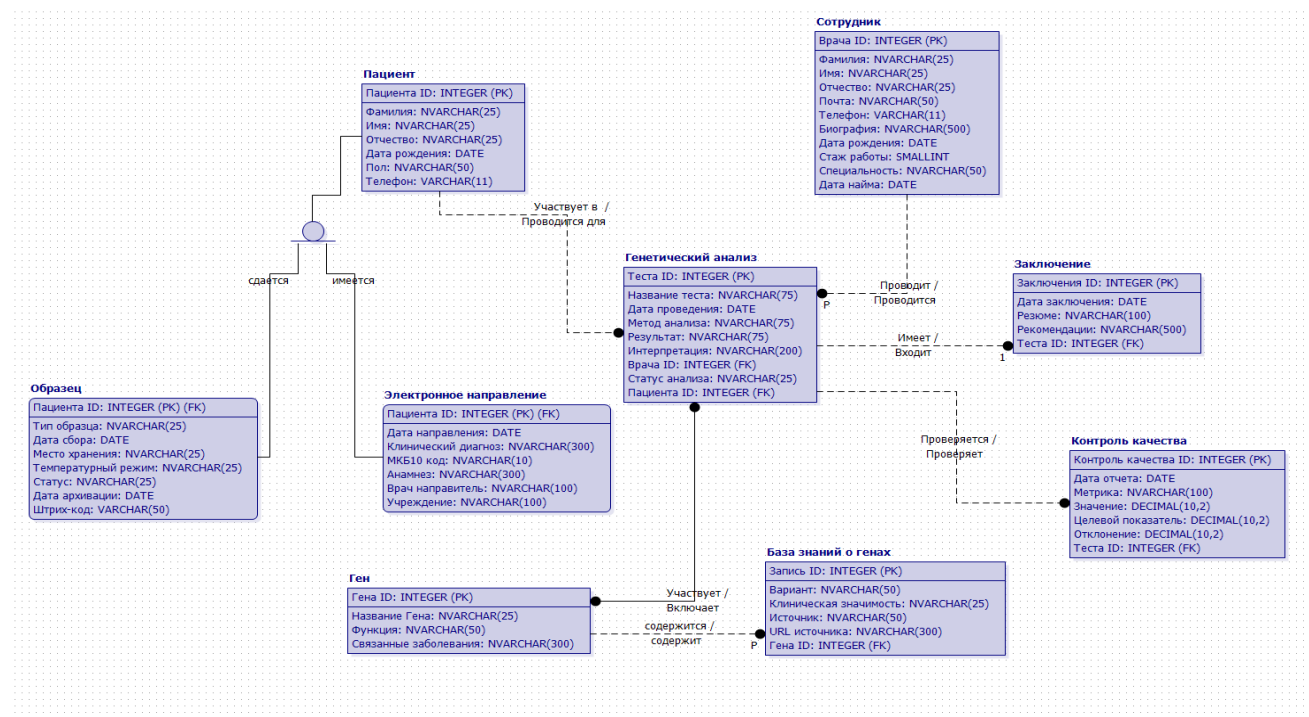 Сотрудник
Врача ID: INTEGER (PK)
Фамилия: NVARCHAR(25)
Имя: NVARCHAR(25)
Отчество: NVARCHAR(25)
Почта: NVARCHAR(50)
Телефон: VARCHAR(11)
Биография: NVARCHAR(500)
Дата рождения: DATE
Стаж работы: SMALLINT
Специальность: NVARCHAR(50)
Дата найма: DATE
Пациент
Пациента ID: INTEGER (PK)
Фамилия: NVARCHAR(25)
Имя: NVARCHAR(25)
Отчество: NVARCHAR(25)
Дата рождения: DATE
Пол: NVARCHAR(50)
Телефон: VARCHAR(11)
Участвует в /
Проводится для
сдаётся
имеется
Генетический анализ
Теста ID: INTEGER (PK)
Название теста: NVARCHAR(75)
Дата проведения: DATE
Метод анализа: NVARCHAR(75)
Результат: NVARCHAR(75)
Интерпретация: NVARCHAR(200)
Врача ID: INTEGER (FK)
Статус анализа: NVARCHAR(25)
Пациента ID: INTEGER (FK)
Проводит /
Проводится
P
Имеет /
Входит
1
Заключение
Заключения ID: INTEGER (PK)
Дата заключения: DATE
Резюме: NVARCHAR(100)
Рекомендации: NVARCHAR(500)
Теста ID: INTEGER (FK)
Образец
Пациента ID: INTEGER (PK) (FK)
Тип образца: NVARCHAR(25)
Дата сбора: DATE
Место хранения: NVARCHAR(25)
Температурный режим: NVARCHAR(25)
Статус: NVARCHAR(25)
Дата архивации: DATE
Штрих-код: VARCHAR(50)
Электронное направление
Пациента ID: INTEGER (PK) (FK)
Дата направления: DATE
Клинический диагноз: NVARCHAR(300)
МКБ10 код: NVARCHAR(10)
Анамнез: NVARCHAR(300)
Врач направитель: NVARCHAR(100)
Учреждение: NVARCHAR(100)
Проверяется /
Проверяет
Контроль качества
Контроль качества ID: INTEGER (PK)
Дата отчета: DATE
Метрика: NVARCHAR(100)
Значение: DECIMAL(10,2)
Целевой показатель: DECIMAL(10,2)
Отклонение: DECIMAL(10,2)
Теста ID: INTEGER (FK)
Ген
Гена ID: INTEGER (PK)
Название Гена: NVARCHAR(25)
Функция: NVARCHAR(50)
Связанные заболевания: NVARCHAR(300)
Участвует /
Включает
содержится /
содержит
P
База знаний о генах
Запись ID: INTEGER (PK)
Вариант: NVARCHAR(50)
Клиническая значимость: NVARCHAR(25)
Источник: NVARCHAR(50)
URL источника: NVARCHAR(300)
Гена ID: INTEGER (FK)